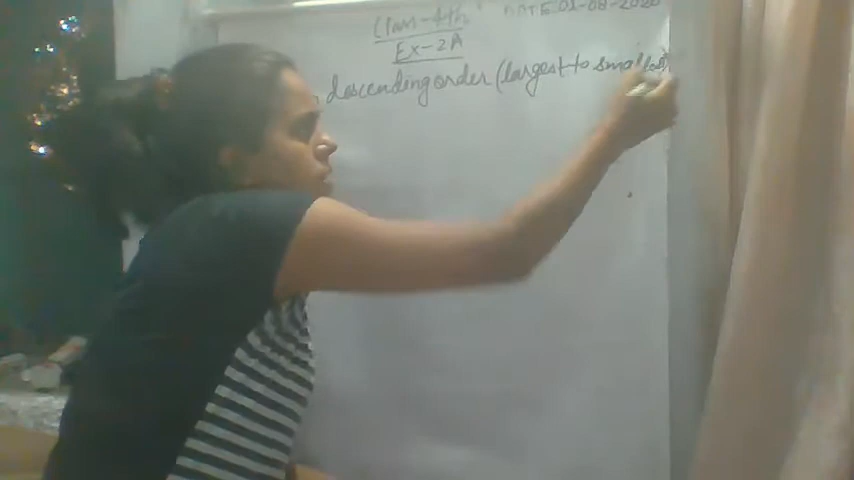 Class-4th DATE 01-08-2020
Ex-2A
descending order (largest to smallest)